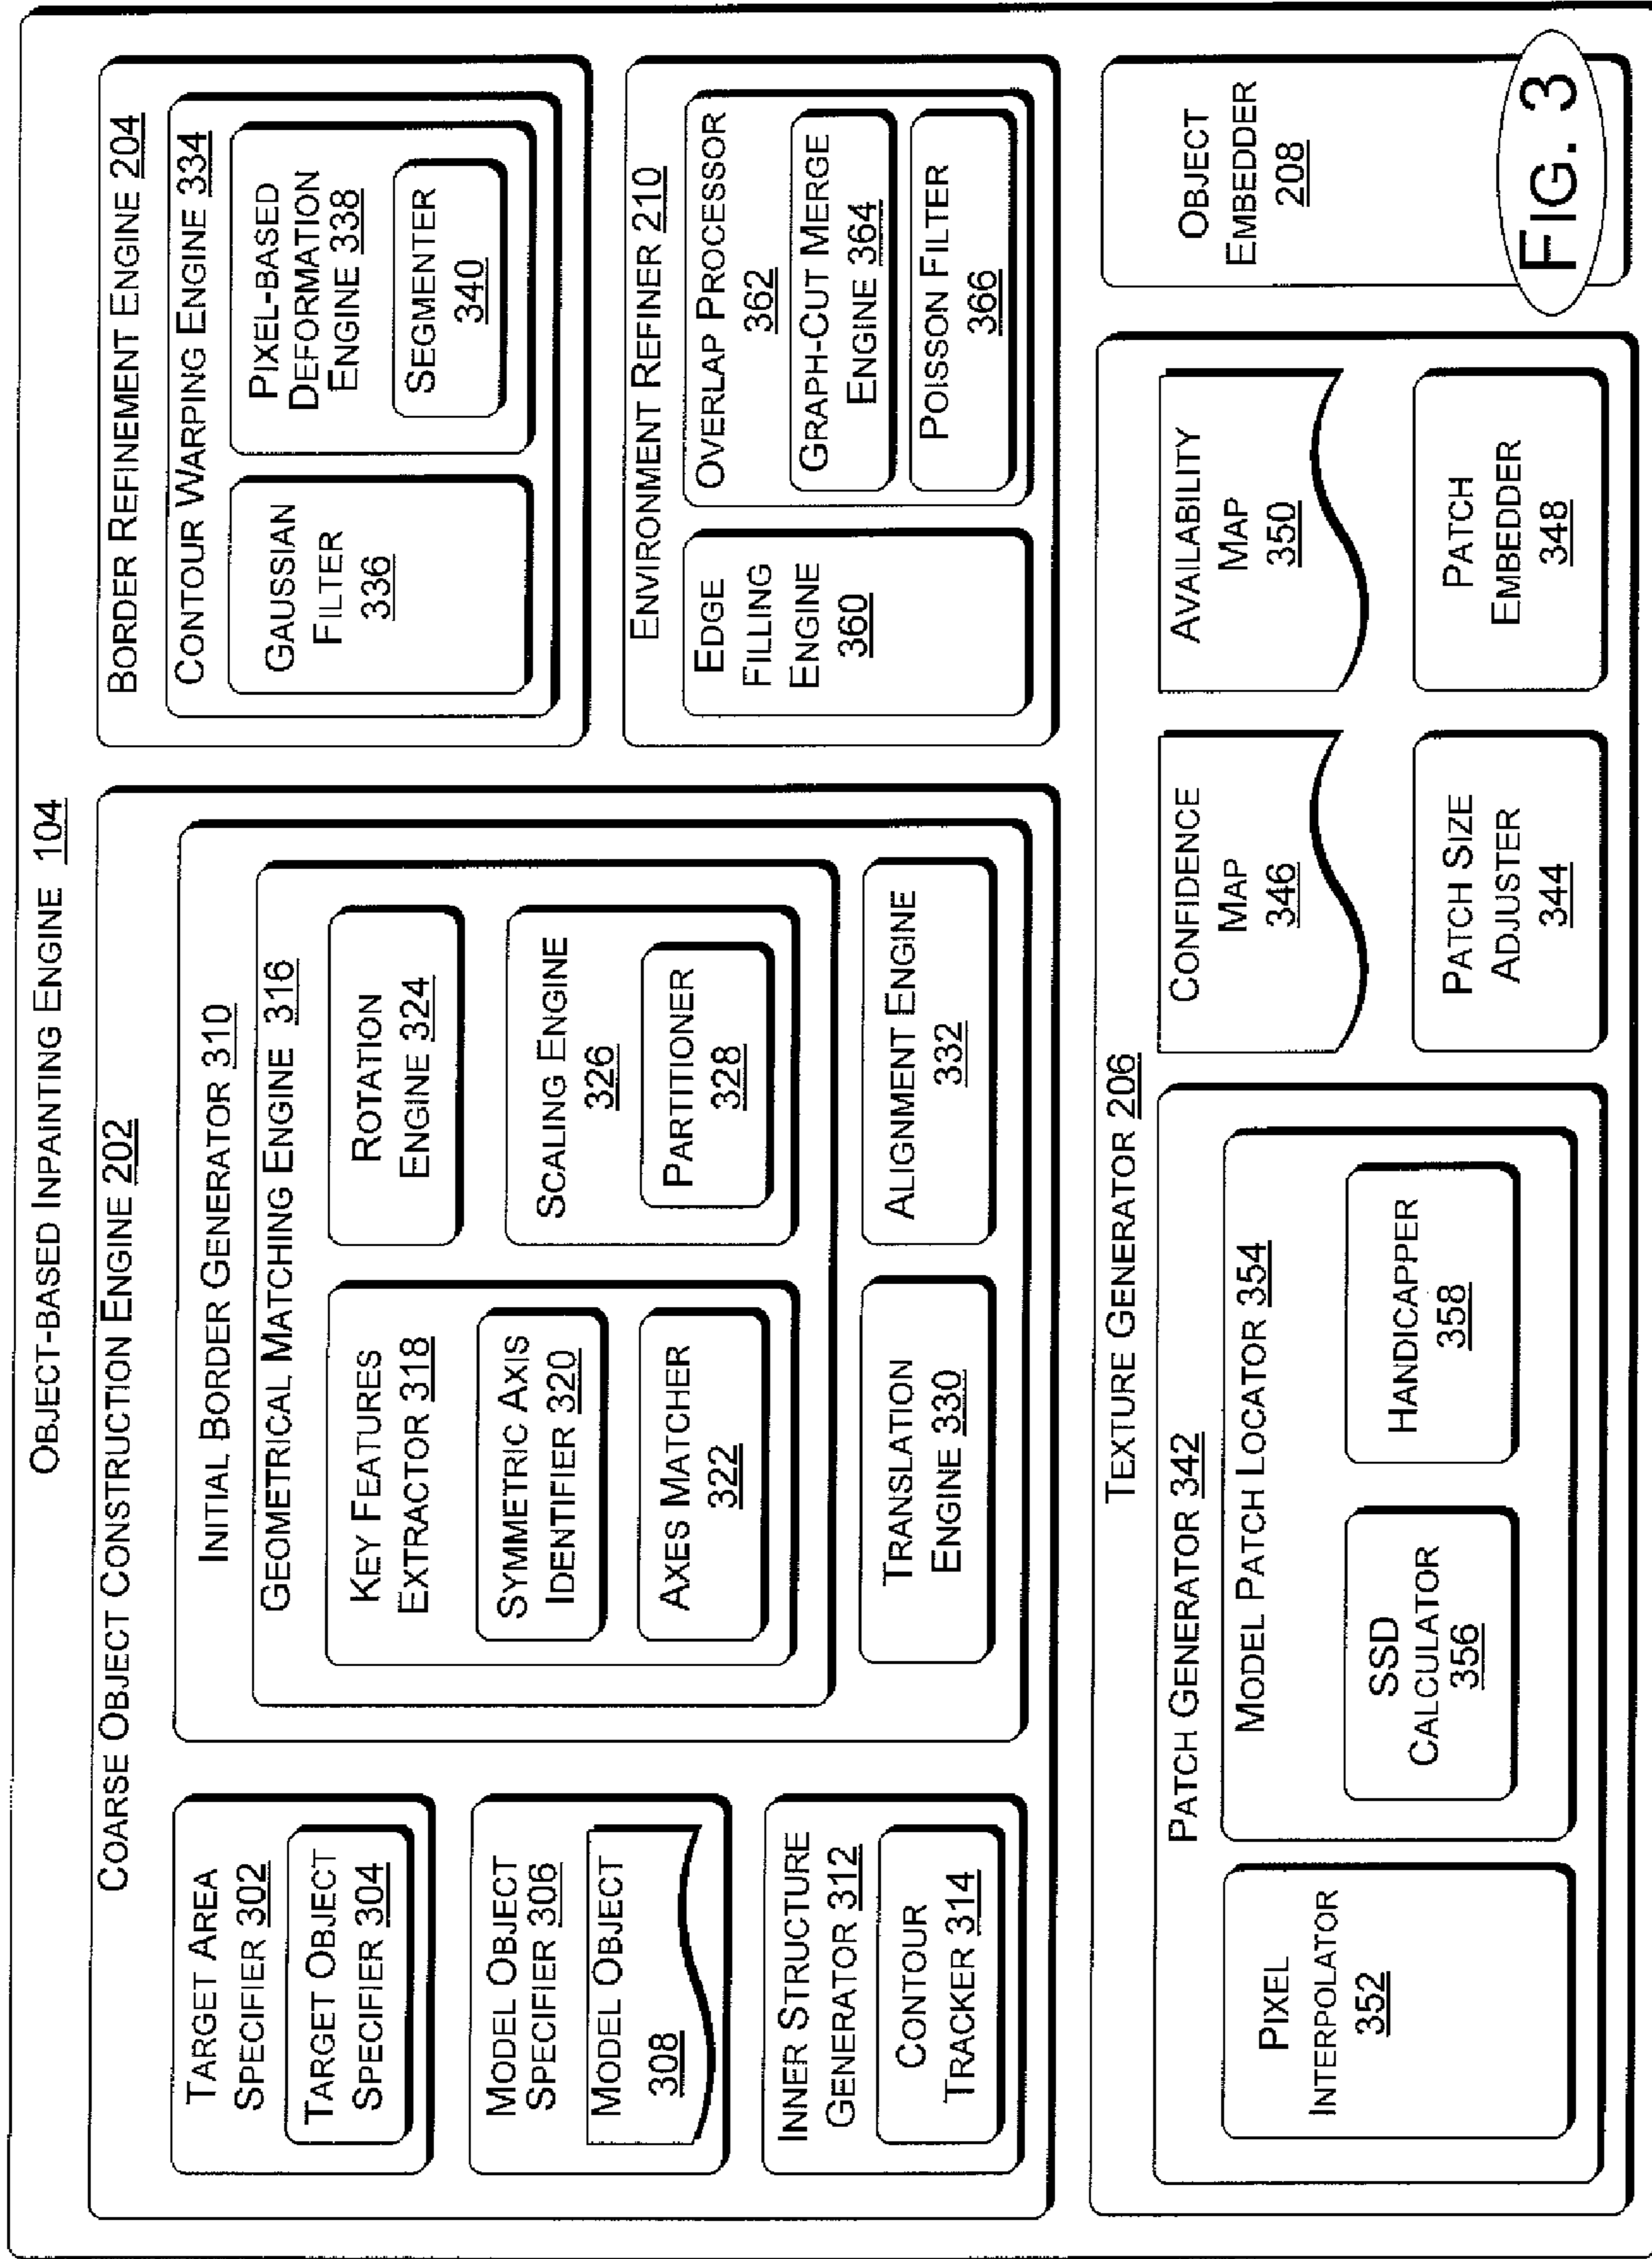 OBJECT-BASED INPAINTING ENGINE 104
COARSE OBJECT CONSTRUCTION ENGINE 202
TARGET AREA
SPECIFIER 302
TARGET OBJECT
SPECIFIER 304
MODEL OBJECT
SPECIFIER 306
MODEL OBJECT
308
INNER STRUCTURE
GENERATOR 312
CONTOUR
TRACKER 314
INITIAL BORDER GENERATOR 310
GEOMETRICAL MATCHING ENGINE 316
KEY FEATURES
EXTRACTOR 318
SYMMETRIC AXIS
IDENTIFIER 320
AXES MATCHER
322
ROTATION
ENGINE 324
SCALING ENGINE
326
PARTITIONER
328
TRANSLATION
ENGINE 330
ALIGNMENT ENGINE
332
BORDER REFINEMENT ENGINE 204
CONTOUR WARPING ENGINE 334
GAUSSIAN
FILTER
336
PIXEL-BASED
DEFORMATION
ENGINE 338
SEGMENTER
340
ENVIRONMENT REFINER 210
EDGE
FILLING
ENGINE
360
OVERLAP PROCESSOR
362
GRAPH-CUT MERGE
ENGINE 364
POISSON FILTER
366
TEXTURE GENERATOR 206
PATCH GENERATOR 342
PIXEL
INTERPOLATOR
352
MODEL PATCH LOCATOR 354
SSD
CALCULATOR
356
HANDICAPPER
358
CONFIDENCE
MAP
346
AVAILABILITY
MAP
350
PATCH SIZE
ADJUSTER
344
PATCH
EMBEDDER
348
OBJECT
EMBEDDER
208
FIG. 3